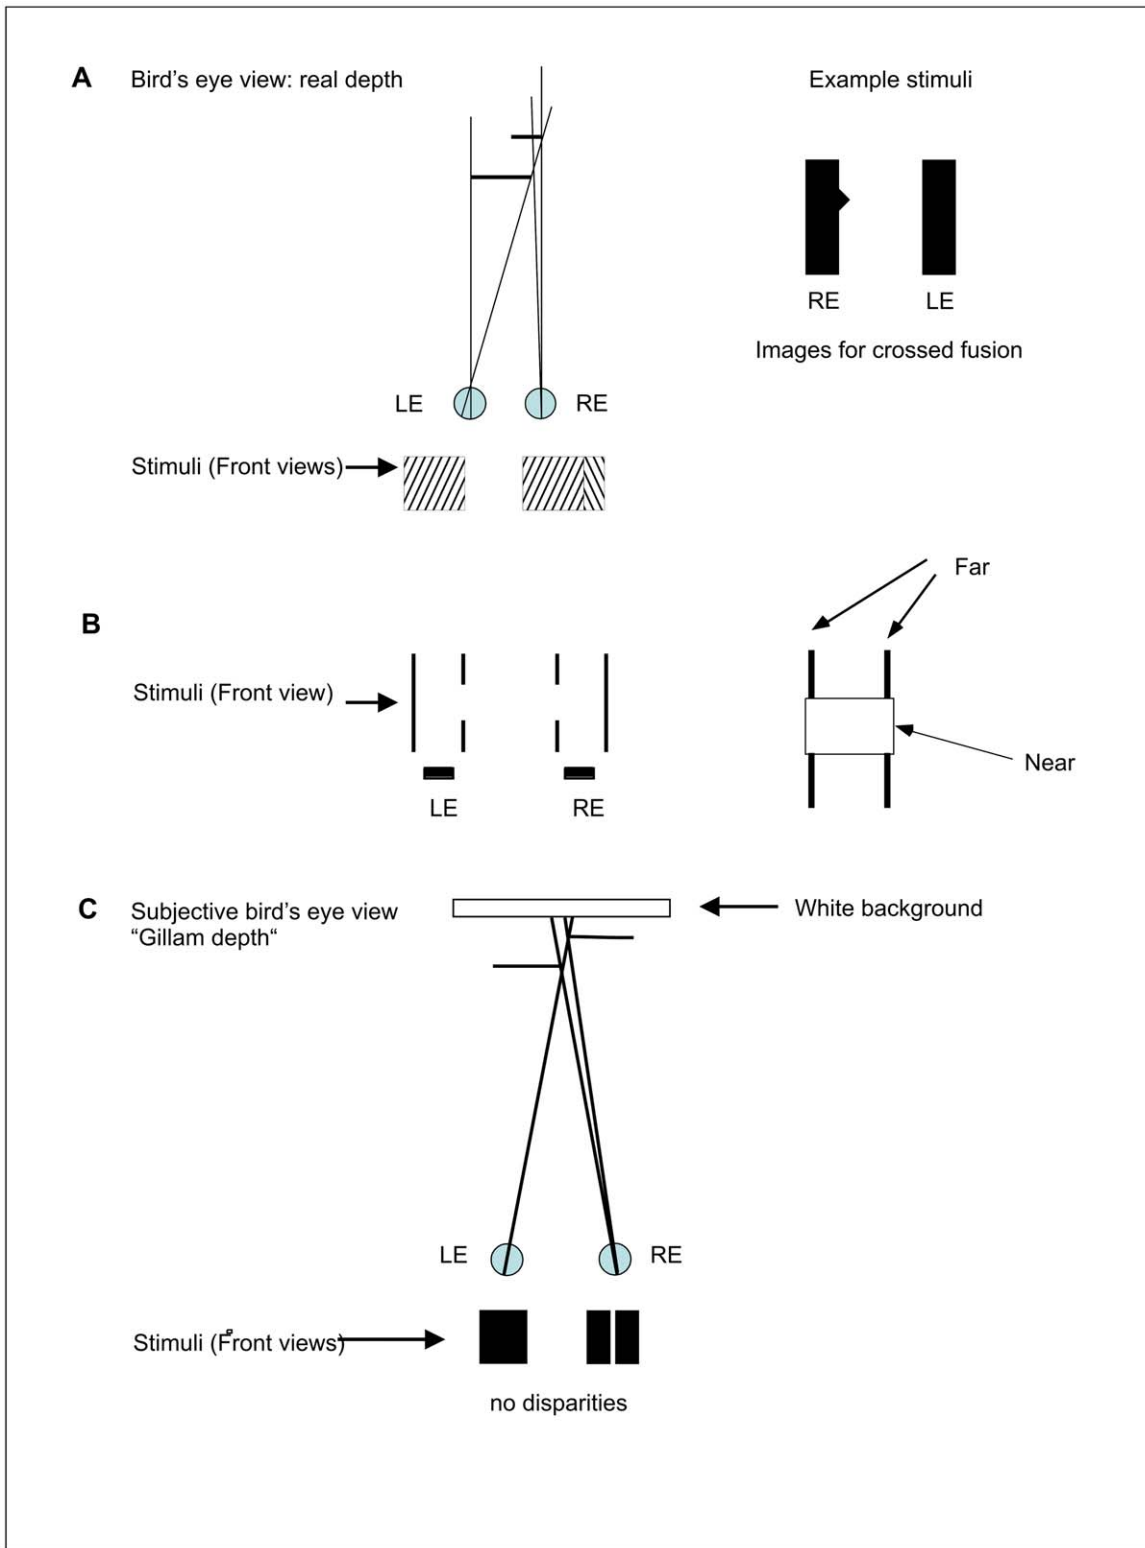 A
Bird's eye view: real depth
Example stimuli
RE
LE
Images for crossed fusion
LE
RE
Stimuli (Front views)
Far
B
Stimuli (Front view)
Near
LE
RE
C
Subjective bird's eye view
“Gillam depth“
White background
LE
RE
Stimuli (Front views)
no disparities